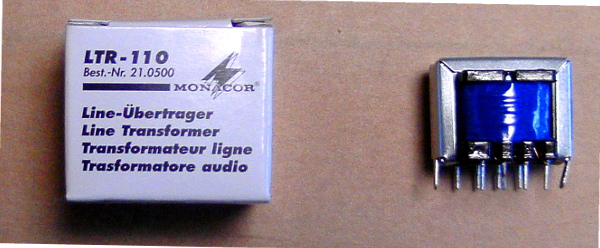 LTR-110
Best.-Nr. 21.0500
MONACOR®
Line-Übertrager
Line Transformer
Transformateur ligne
Trasformatore audio